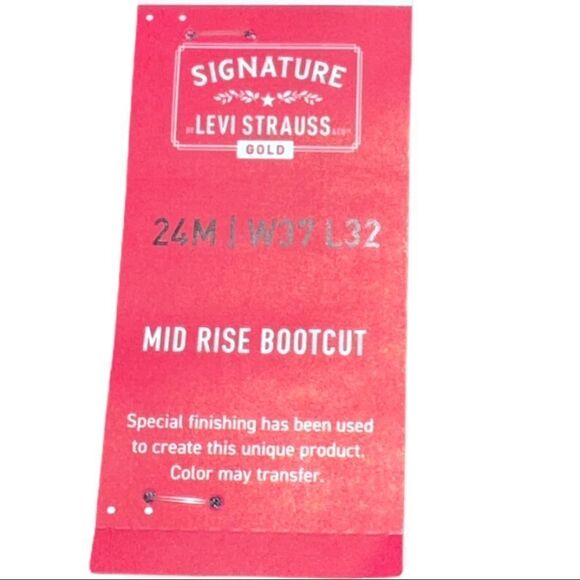 SIGNATURE
BY LEVI STRAUSS & CO™
GOLD
24M | W37 L32
MID RISE BOOTCUT
Special finishing has been used
to create this unique product.
Color may transfer.